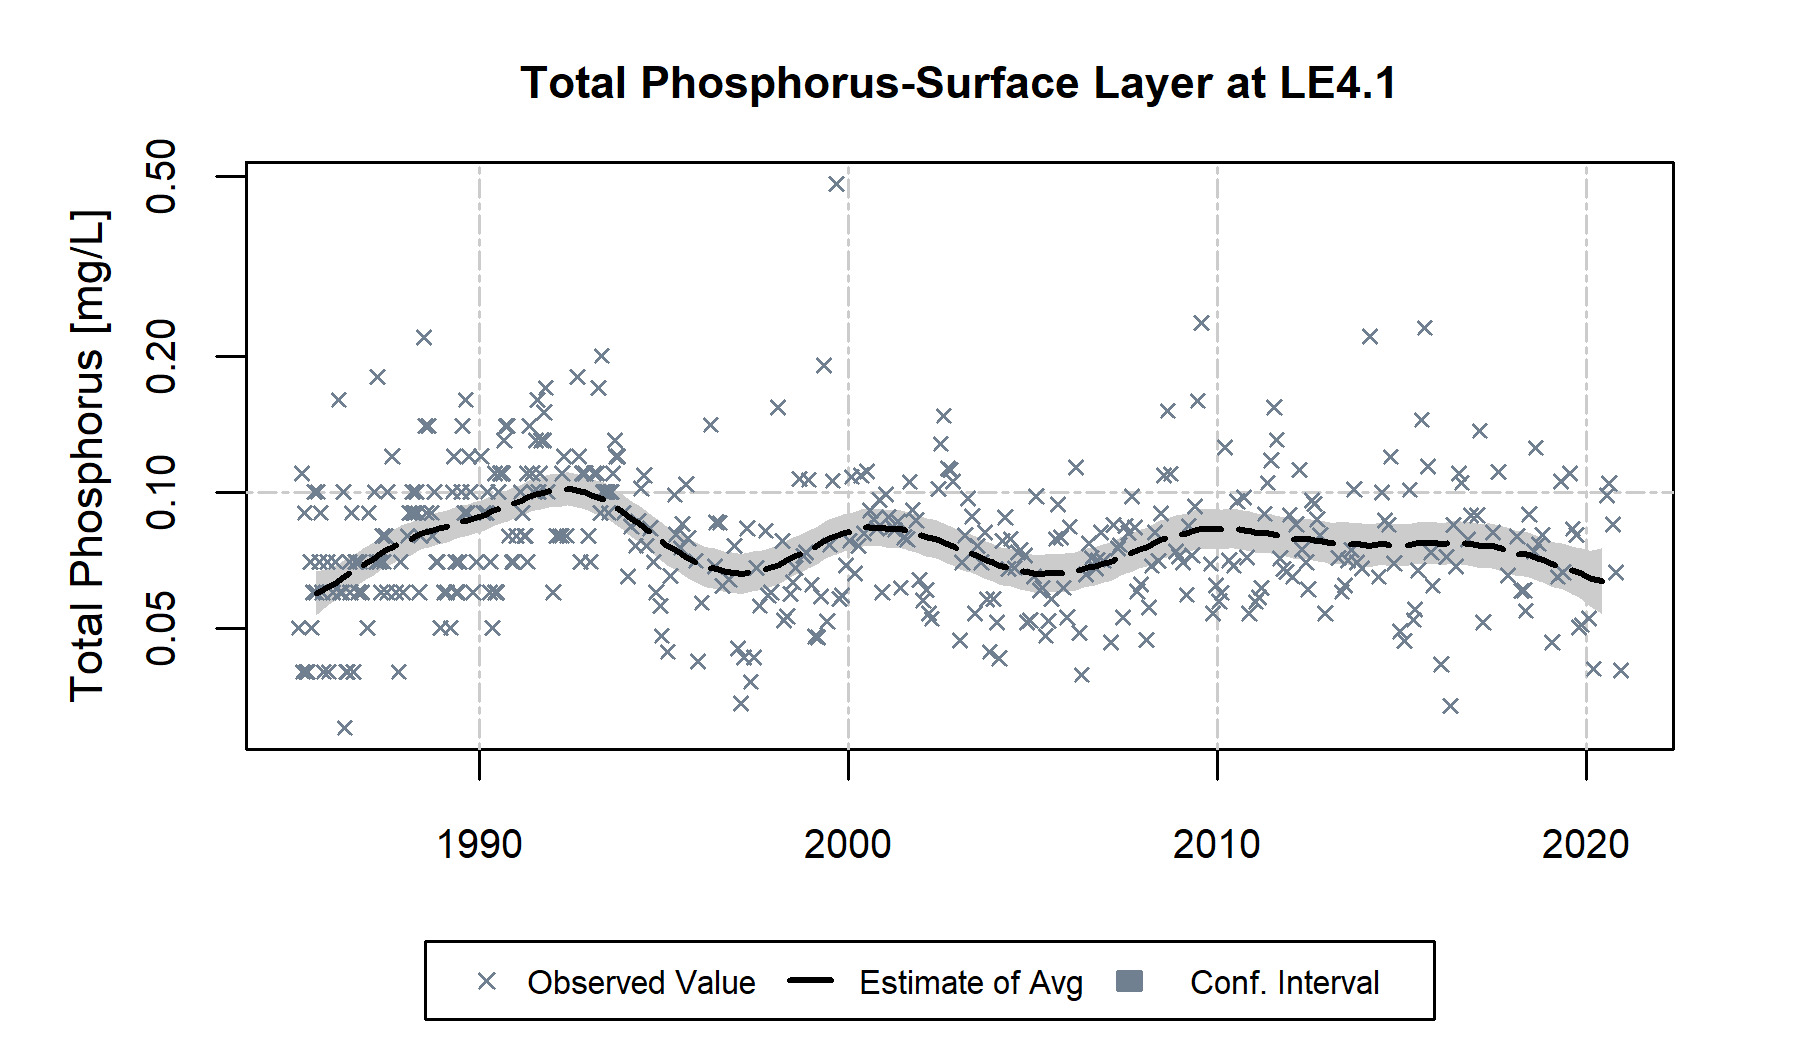 Total Phosphorus-Surface Layer at LE4.1
Total Phosphorus [mg/L]
0.50
0.20
0.10
0.05
1990 2000 2010 2020
Observed Value Estimate of Avg Conf. Interval